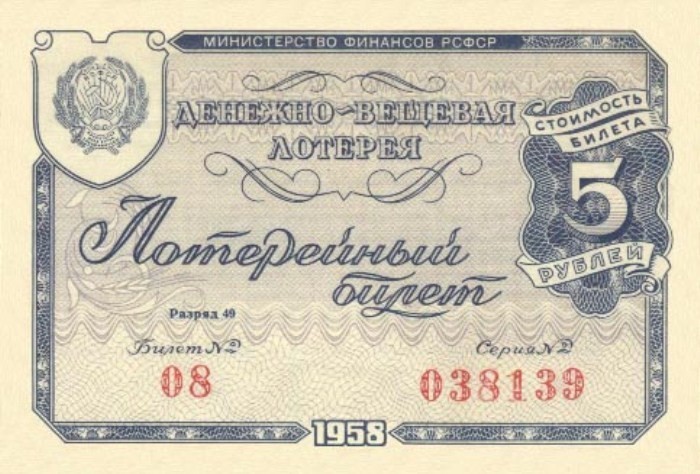 МИНИСТЕРСТВО ФИНАНСОВ РСФСР
ДЕНЕЖНО-ВЕЩЕВАЯ
ЛОТЕРЕЯ
СТОИМОСТЬ
БИЛЕТА
5
РУБЛЕЙ
Лотерейный
билет
Разряд 49
Билет №
Серия №
08
038139
1958